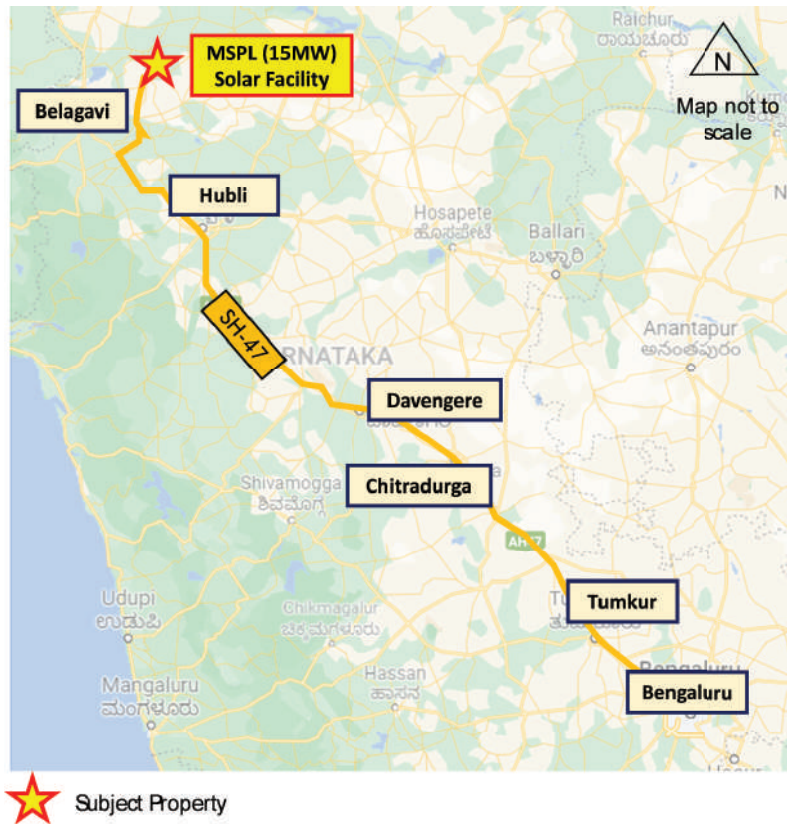 Raichur
ರಾಯಚೂರು
MSPL (15MW)
Solar Facility
N
Map not to
scale
Belagavi
Hubli
Hosapete
ಹೊಸಪೇಟೆ
Ballari
ಬಳ್ಳಾರಿ
SH-47
RNATAKA
Anantapur
అనంతపురం
Davengere
Chitradurga
Shivamogga
ಶಿವಮೊಗ್ಗ
Udupi
ಉಡುಪಿ
Chikmagalur
ಚಿಕ್ಕಮಗಳೂರು
Tumkur
Hassan
ಹಾಸನ
Mangaluru
ಮಂಗಳೂರು
Bengaluru
Subject Property